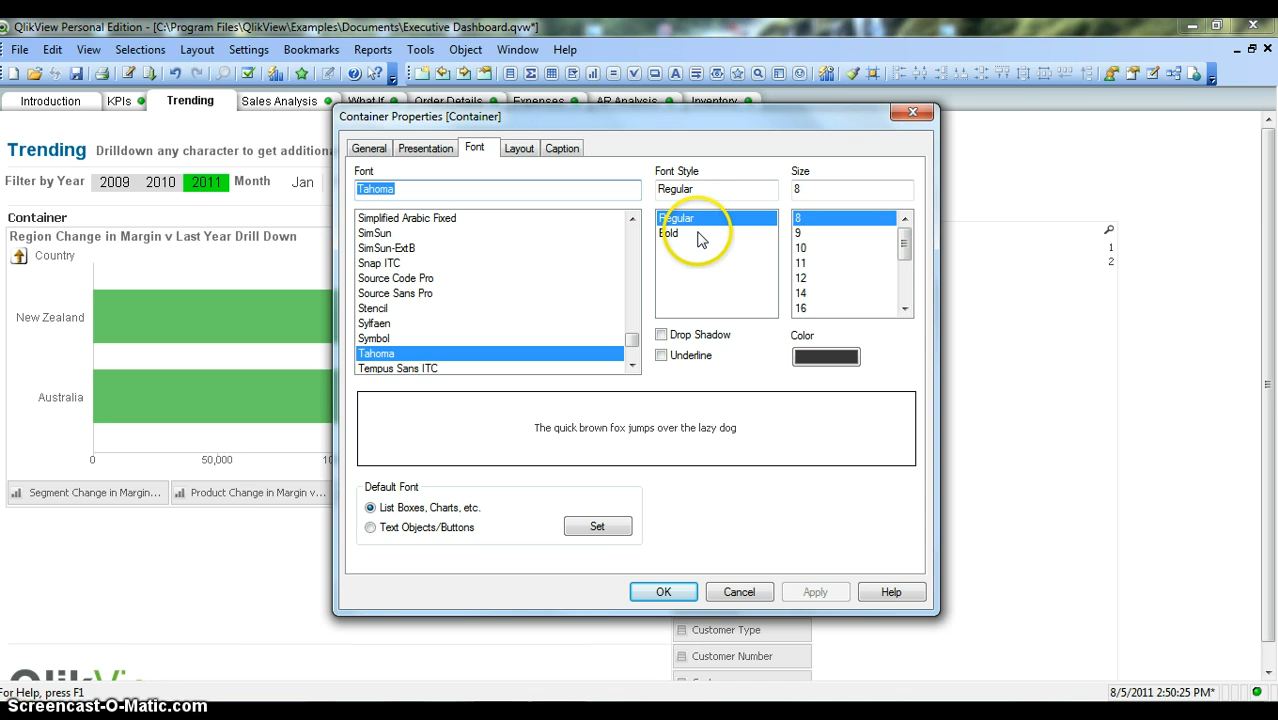 QlikView Personal Edition - [C:\Program Files\QlikView\Examples\Documents\Executive Dashboard.qvw*]
File Edit View Selections Layout Settings Bookmarks Reports Tools Object Window Help
Introduction KPIs Trending Sales Analysis What If Order Details Expenses AR Analysis Inventory
Container Properties [Container]
Trending Drilldown any character to get additiona
General Presentation Font Layout Caption
Font Font Style Size
Filter by Year 2009 2010 2011 Month Jan
Tahoma Regular 8
Container
Region Change in Margin v Last Year Drill Down
Country
New Zealand
Australia
0 50,000
Segment Change in Margin... Product Change in Margin v...
1
2
Simplified Arabic Fixed
SimSun
SimSun-ExtB
Snap ITC
Source Code Pro
Source Sans Pro
Stencil
Sylfaen
Symbol
Tahoma
Tempus Sans ITC
Regular
Bold
8
9
10
11
12
14
16
Drop Shadow
Underline
Color
The quick brown fox jumps over the lazy dog
Default Font
List Boxes, Charts, etc.
Text Objects/Buttons
Set
OK Cancel Apply Help
Customer Type
Customer Number
QlikView
For Help, press F1
8/5/2011 2:50:25 PM*
Screencast-O-Matic.com